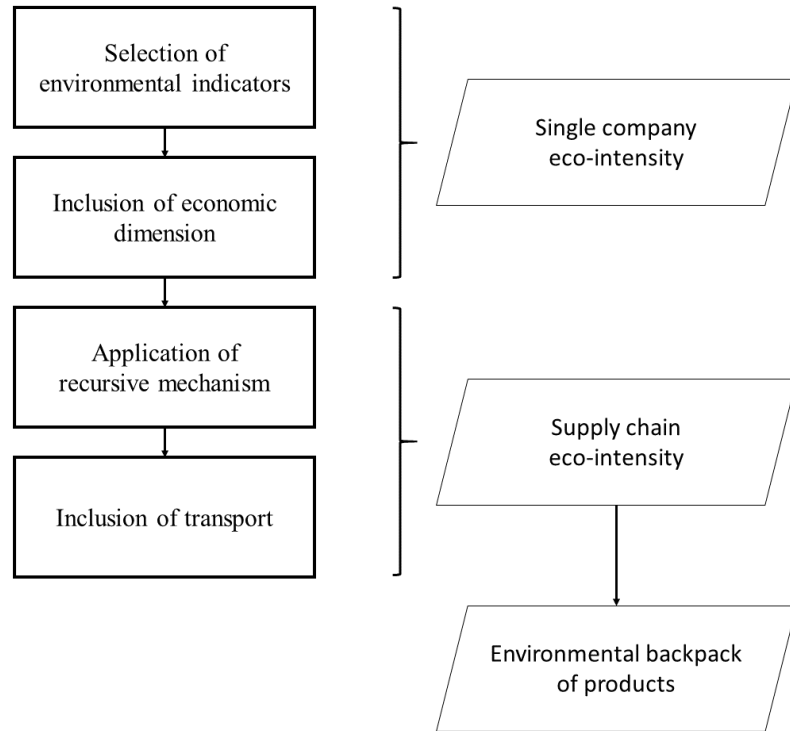 Selection of
environmental indicators
Inclusion of economic
dimension
Application of
recursive mechanism
Inclusion of transport
Single company
eco-intensity
Supply chain
eco-intensity
Environmental backpack
of products